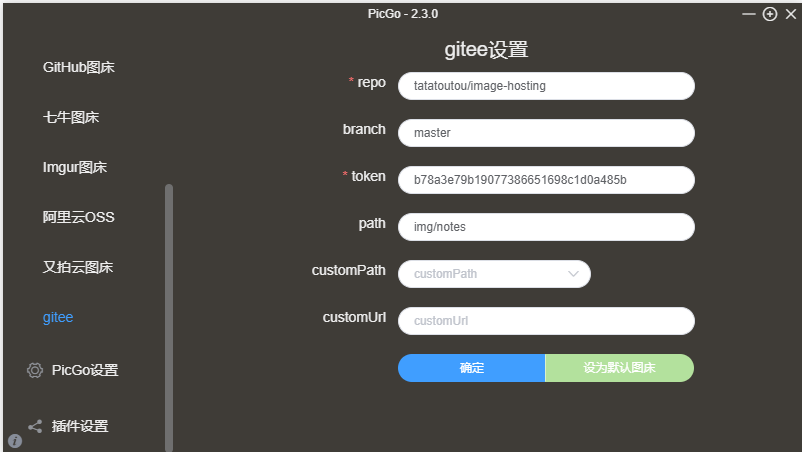 PicGo - 2.3.0
GitHub图床
七牛图床
Imgur图床
阿里云OSS
又拍云图床
gitee
PicGo设置
插件设置
gitee设置
* repo
tatatoutou/image-hosting
branch
master
* token
b78a3e79b19077386651698c1d0a485b
path
img/notes
customPath
customPath
customUrl
customUrl
确定
设为默认图床